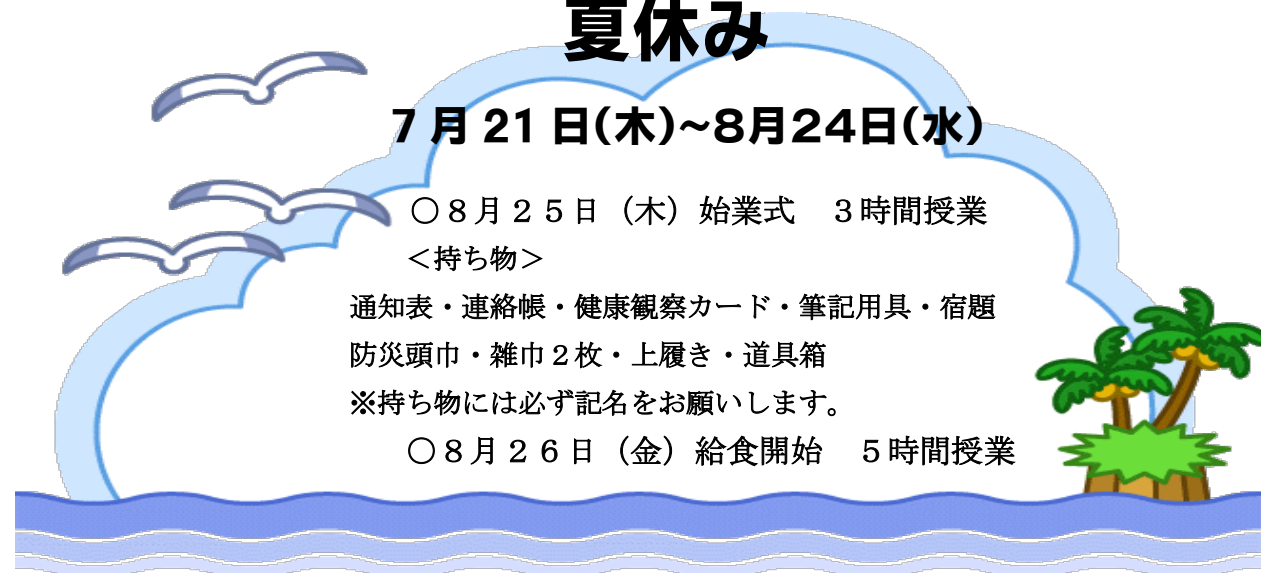 夏休み
7月21日(木)~8月24日(水)
○8月25日（木）始業式　3時間授業
＜持ち物＞
通知表・連絡帳・健康観察カード・筆記用具・宿題
防災頭巾・雑巾2枚・上履き・道具箱
※持ち物には必ず記名をお願いします。
○8月26日（金）給食開始　5時間授業